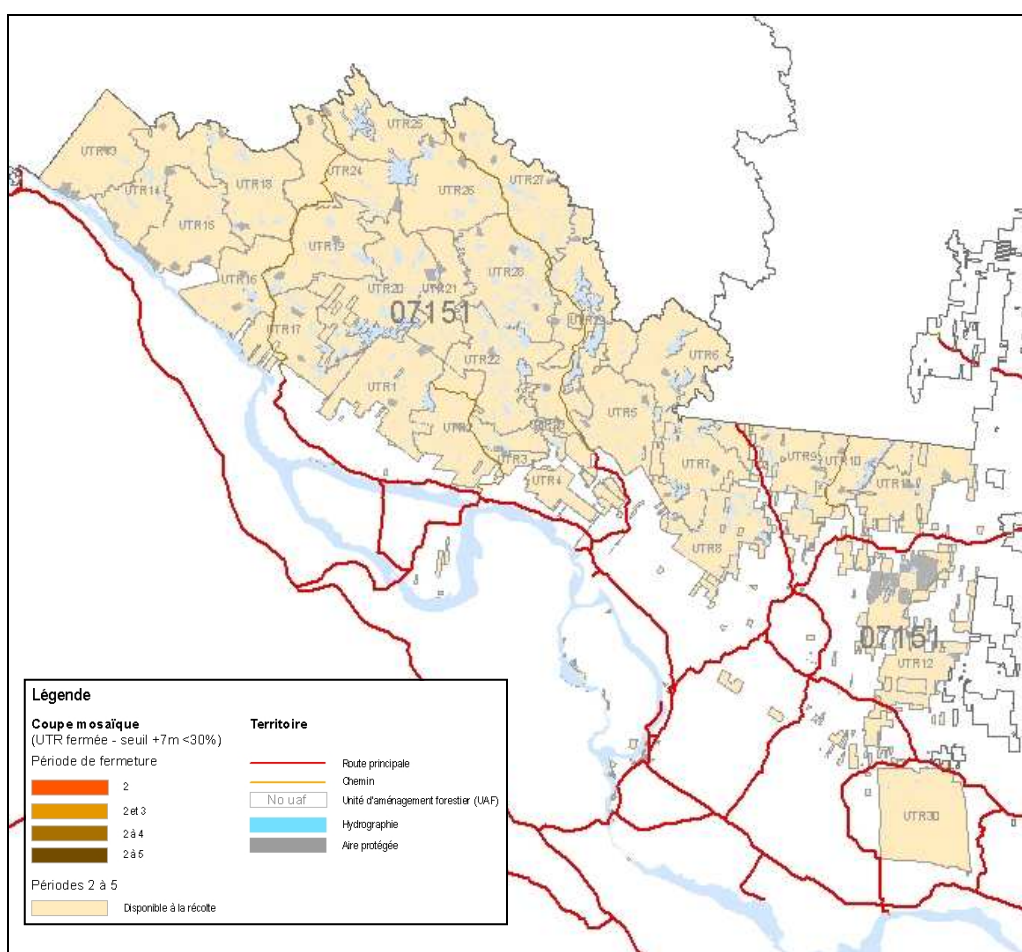 UTR25
UTR13
UTR24
UTR14
UTR18
UTR26
UTR27
UTR15
UTR19
UTR28
UTR16
UTR20
UTR21
07151
UTR17
UTR22
UTR6
UTR1
UTR5
UTR2
UTR3
UTR7
UTR9
UTR10
UTR4
UTR8
07151
UTR12
UTR30
Légende
Coupe mosaïque
(UTR fermée - seuil +7m <30%)
Période de fermeture
2
2 et 3
2 à 4
2 à 5
Périodes 2 à 5
Disponible à la récolte
Territoire
Route principale
Chemin
No uaf
Unité d'aménagement forestier (UAF)
Hydrographie
Aire protégée